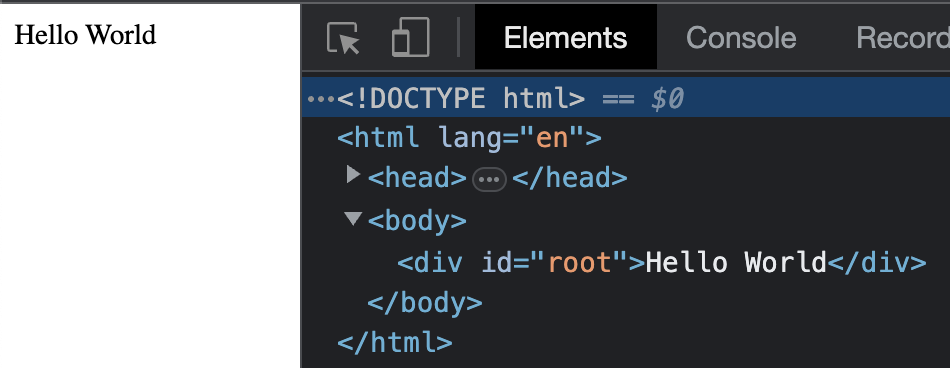 Hello World
Elements Console Record
…<!DOCTYPE html> == $0
<html lang="en">
<head>…</head>
<body>
<div id="root">Hello World</div>
</body>
</html>